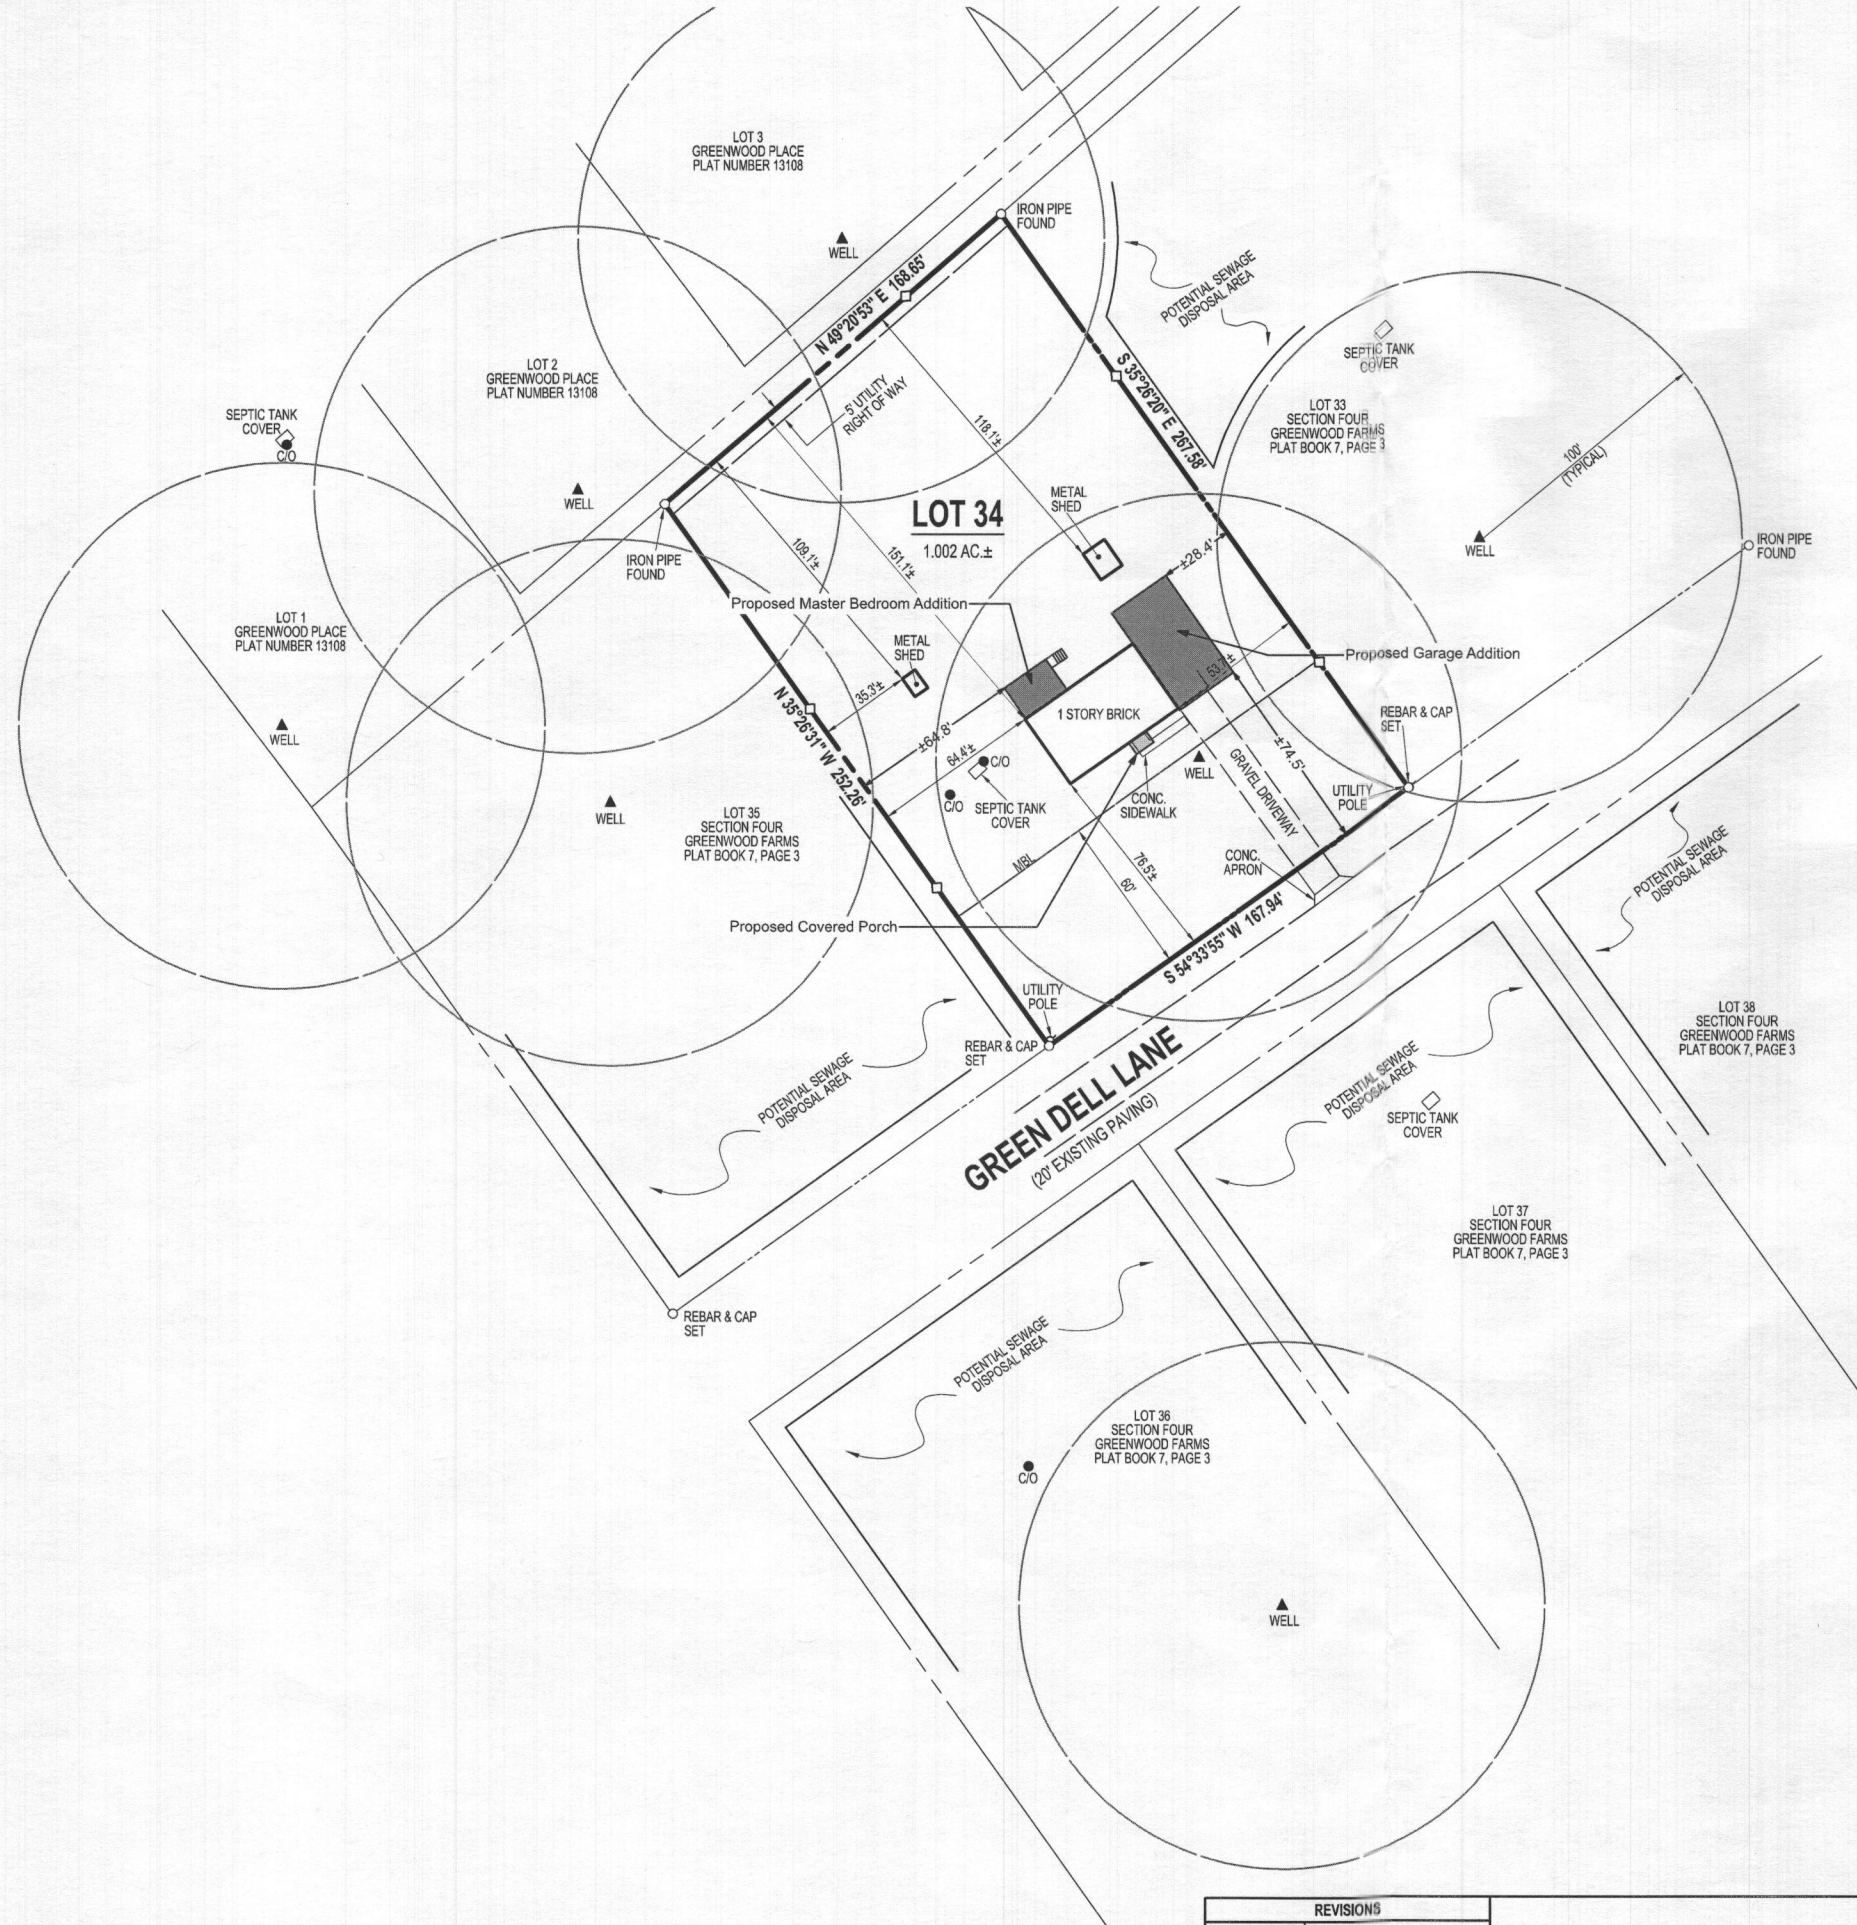 LOT 3
GREENWOOD PLACE
PLAT NUMBER 13108
IRON PIPE
FOUND
WELL
POTENTIAL SEWAGE
DISPOSAL AREA
N 49°20'53" E 168.65'
SEPTIC TANK
COVER
S 35°26'20" E 267.58'
LOT 2
GREENWOOD PLACE
PLAT NUMBER 13108
5' UTILITY
RIGHT OF WAY
LOT 33
SECTION FOUR
GREENWOOD FARMS
PLAT BOOK 7, PAGE 3
SEPTIC TANK
COVER
C/O
118.1'±
100'
(TYPICAL)
WELL
METAL
SHED
LOT 34
1.002 AC.±
WELL
IRON PIPE
FOUND
IRON PIPE
FOUND
109.1'±
151.1'±
±28.4'
Proposed Master Bedroom Addition
LOT 1
GREENWOOD PLACE
PLAT NUMBER 13108
METAL
SHED
Proposed Garage Addition
53.7'±
35.3'±
N 35°26'31" W 252.26'
1 STORY BRICK
REBAR & CAP
SET
WELL
±64.8'
64.4'±
C/O
WELL
GRAVEL DRIVEWAY
±74.5'
UTILITY
POLE
C/O
SEPTIC TANK
COVER
CONC.
SIDEWALK
WELL
LOT 35
SECTION FOUR
GREENWOOD FARMS
PLAT BOOK 7, PAGE 3
MBL
76.5'±
60'
CONC.
APRON
POTENTIAL SEWAGE
DISPOSAL AREA
Proposed Covered Porch
S 54°33'55" W 167.94'
UTILITY
POLE
REBAR & CAP
SET
LOT 38
SECTION FOUR
GREENWOOD FARMS
PLAT BOOK 7, PAGE 3
POTENTIAL SEWAGE
DISPOSAL AREA
GREEN DELL LANE
(20' EXISTING PAVING)
POTENTIAL SEWAGE
DISPOSAL AREA
SEPTIC TANK
COVER
LOT 37
SECTION FOUR
GREENWOOD FARMS
PLAT BOOK 7, PAGE 3
REBAR & CAP
SET
POTENTIAL SEWAGE
DISPOSAL AREA
LOT 36
SECTION FOUR
GREENWOOD FARMS
PLAT BOOK 7, PAGE 3
C/O
WELL
REVISIONS